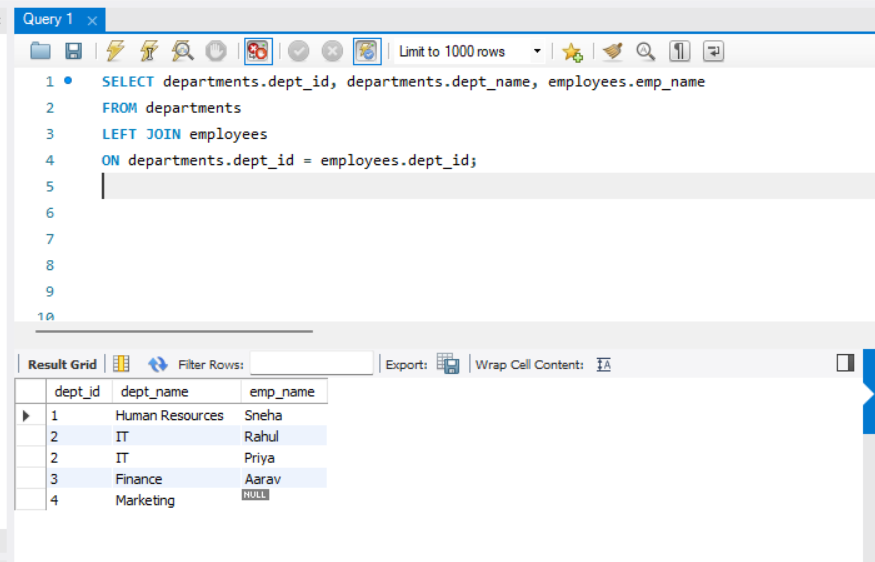 Query 1
Limit to 1000 rows
1 SELECT departments.dept_id, departments.dept_name, employees.emp_name
2 FROM departments
3 LEFT JOIN employees
4 ON departments.dept_id = employees.dept_id;
5
6
7
8
9
10
Result Grid Filter Rows: Export: Wrap Cell Content:
dept_id dept_name emp_name
1 Human Resources Sneha
2 IT Rahul
2 IT Priya
3 Finance Aarav
4 Marketing NULL